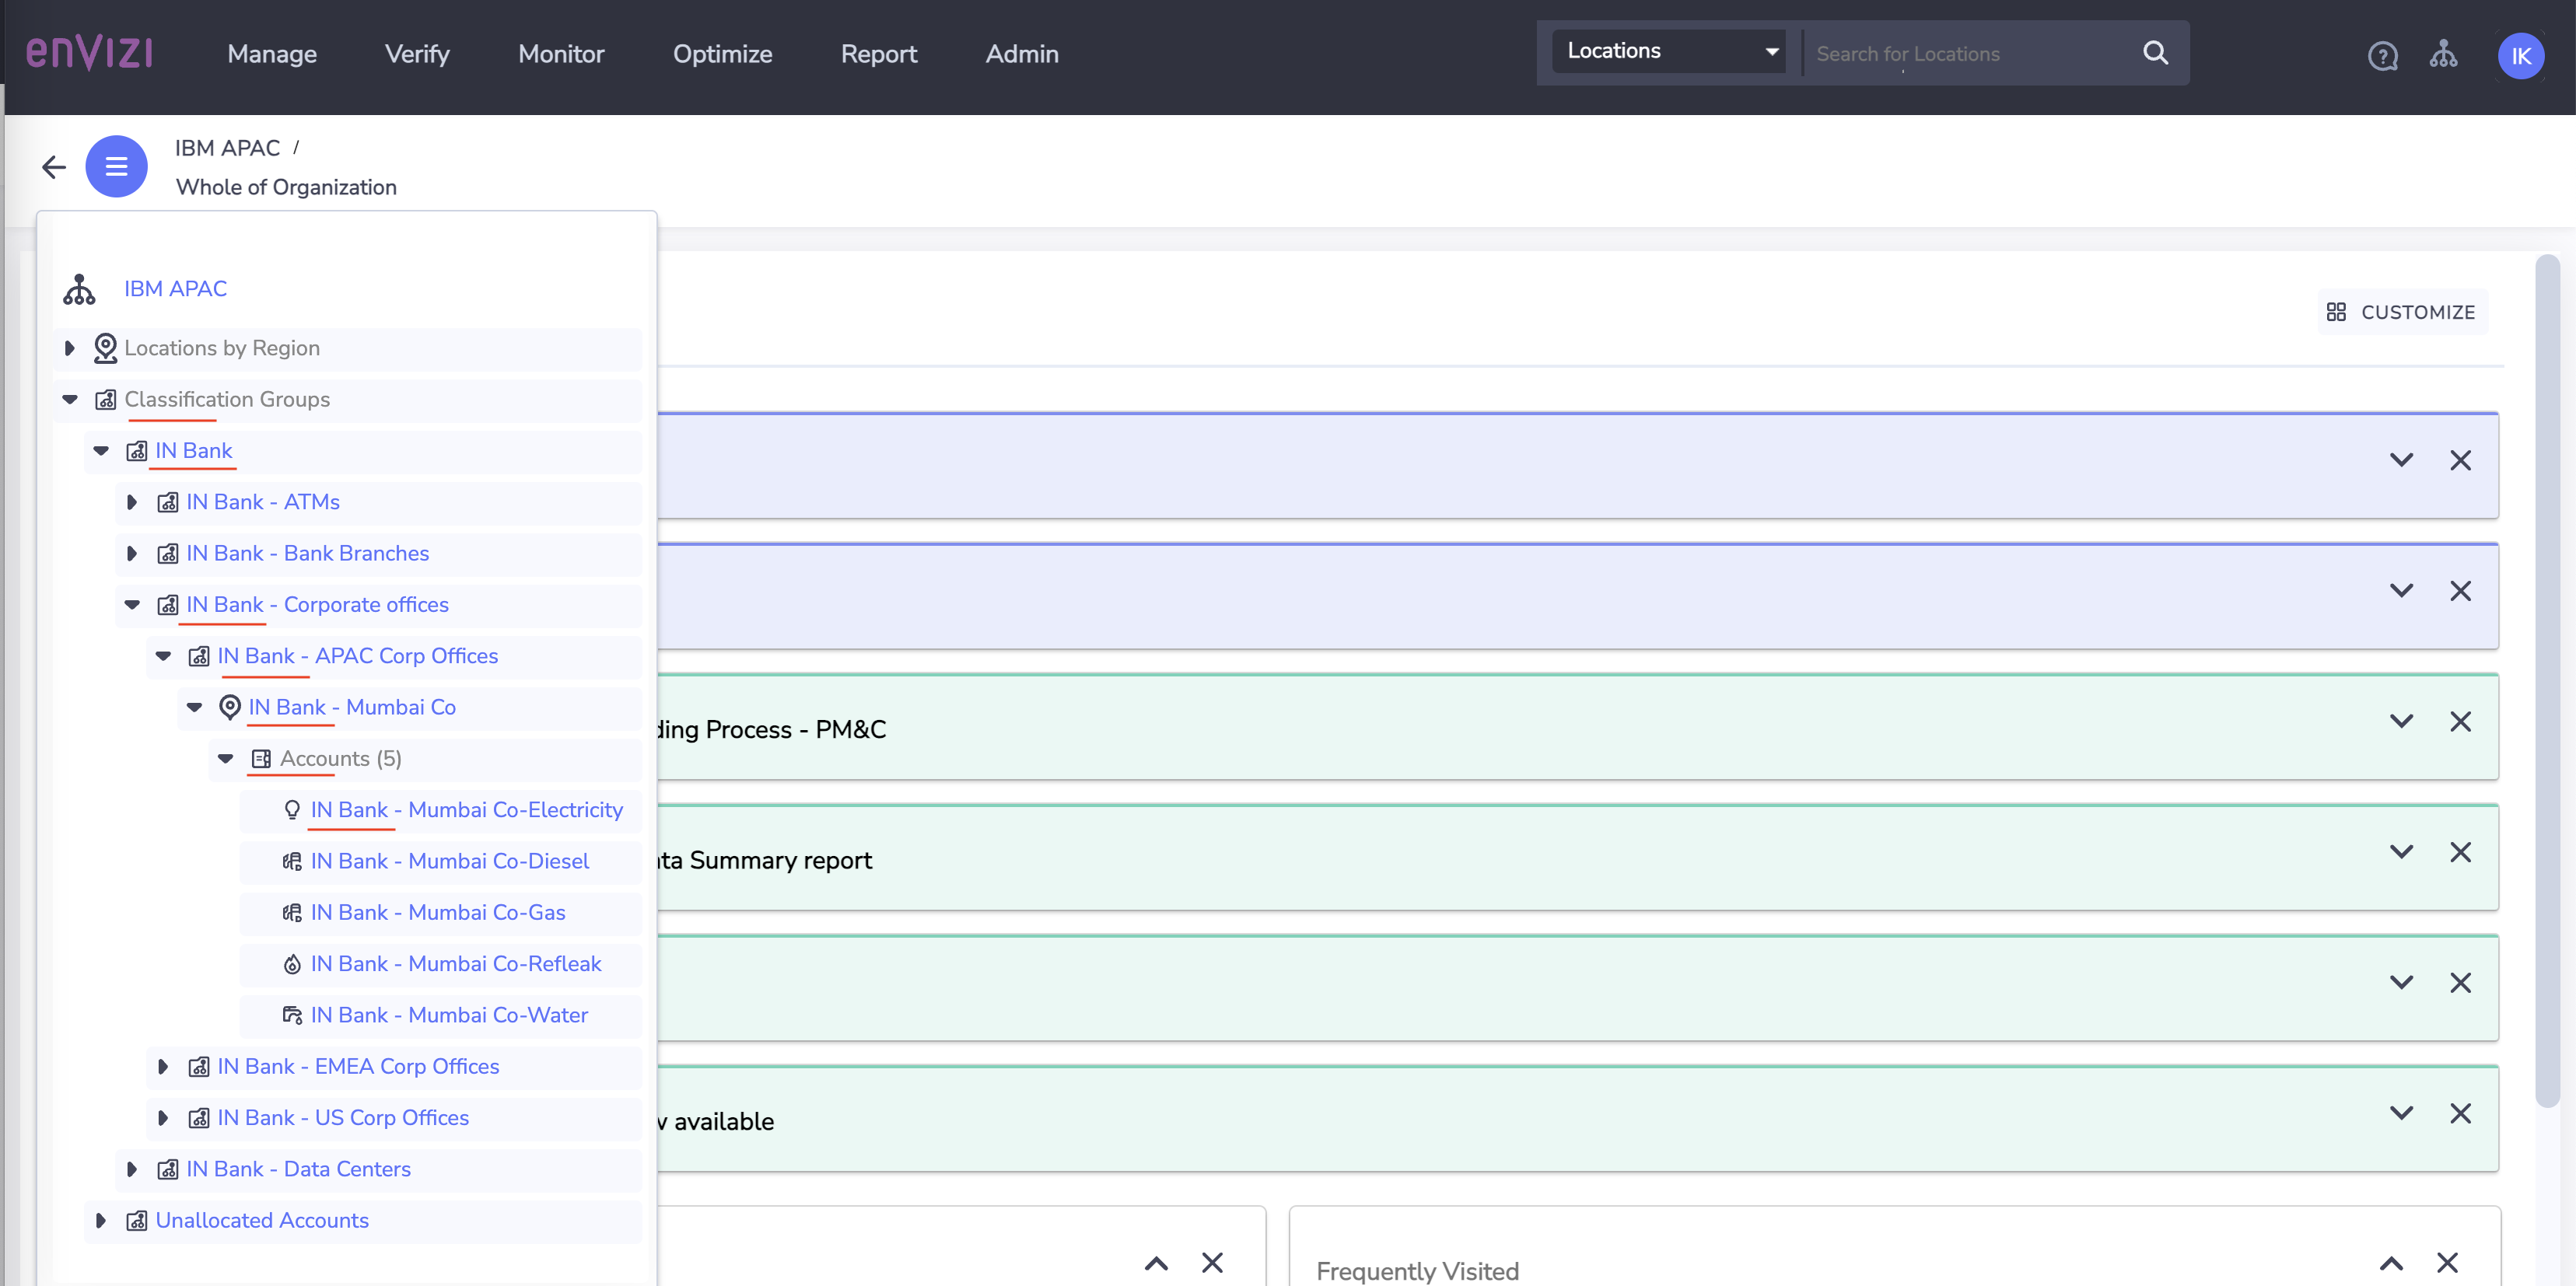 enVIZI
Manage
Verify
Monitor
Optimize
Report
Admin
Locations
Search for Locations
IK
IBM APAC /
Whole of Organization
IBM APAC
CUSTOMIZE
Locations by Region
Classification Groups
IN Bank
IN Bank - ATMs
IN Bank - Bank Branches
IN Bank - Corporate offices
IN Bank - APAC Corp Offices
IN Bank - Mumbai Co
Accounts (5)
IN Bank - Mumbai Co-Electricity
IN Bank - Mumbai Co-Diesel
IN Bank - Mumbai Co-Gas
IN Bank - Mumbai Co-Refleak
IN Bank - Mumbai Co-Water
IN Bank - EMEA Corp Offices
IN Bank - US Corp Offices
IN Bank - Data Centers
Unallocated Accounts
Process - PM&C
Summary report
available
Frequently Visited